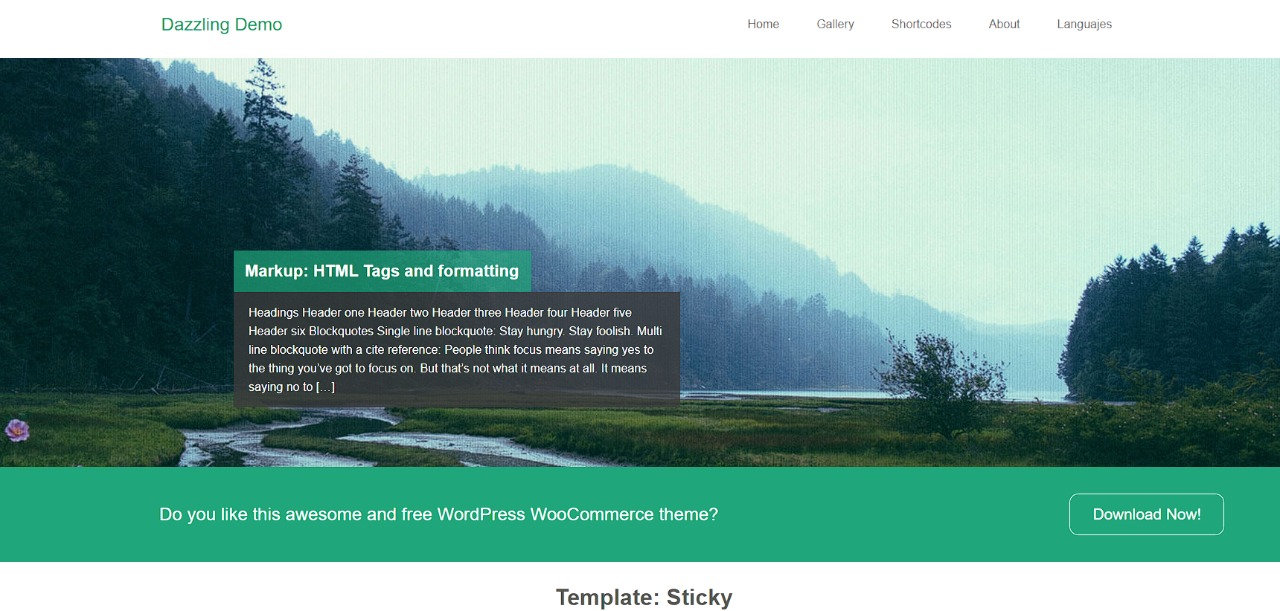 Dazzling Demo
Home Gallery Shortcodes About Languajes
Markup: HTML Tags and formatting
Headings Header one Header two Header three Header four Header five
Header six Blockquotes Single line blockquote: Stay hungry. Stay foolish. Multi
line blockquote with a cite reference: People think focus means saying yes to
the thing you've got to focus on. But that's not what it means at all. It means
saying no to [...]
Do you like this awesome and free WordPress WooCommerce theme?
Download Now!
Template: Sticky